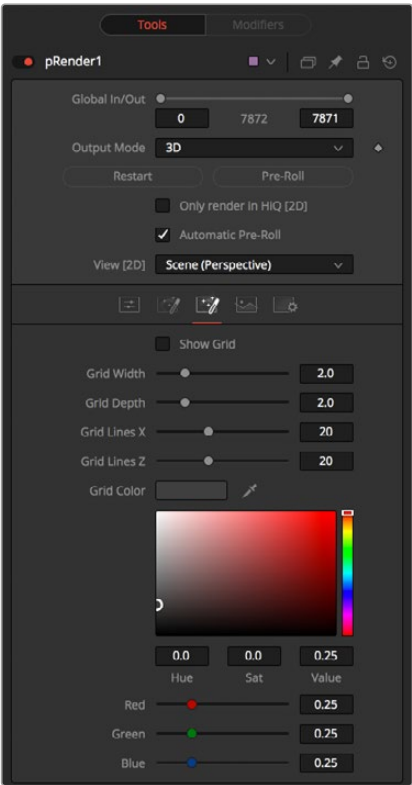 Tools Modifiers
pRender1
Global In/Out
0 7872 7871
Output Mode 3D
Restart Pre-Roll
Only render in HiQ [2D]
Automatic Pre-Roll
View [2D] Scene (Perspective)
Show Grid
Grid Width 2.0
Grid Depth 2.0
Grid Lines X 20
Grid Lines Z 20
Grid Color
0.0 0.0 0.25
Hue Sat Value
Red 0.25
Green 0.25
Blue 0.25